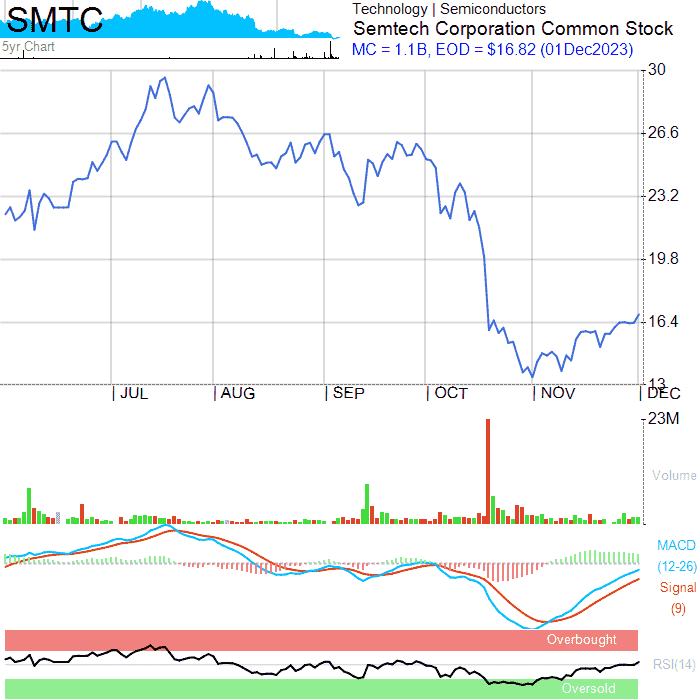 SMTC
Technology | Semiconductors
Semtech Corporation Common Stock
5yr Chart
MC = 1.1B, EOD = $16.82 (01Dec2023)
30
26.6
23.2
19.8
16.4
13
JUL
AUG
SEP
OCT
NOV
DEC
23M
Volume
MACD
(12-26)
Signal
(9)
Overbought
RSI(14)
Oversold